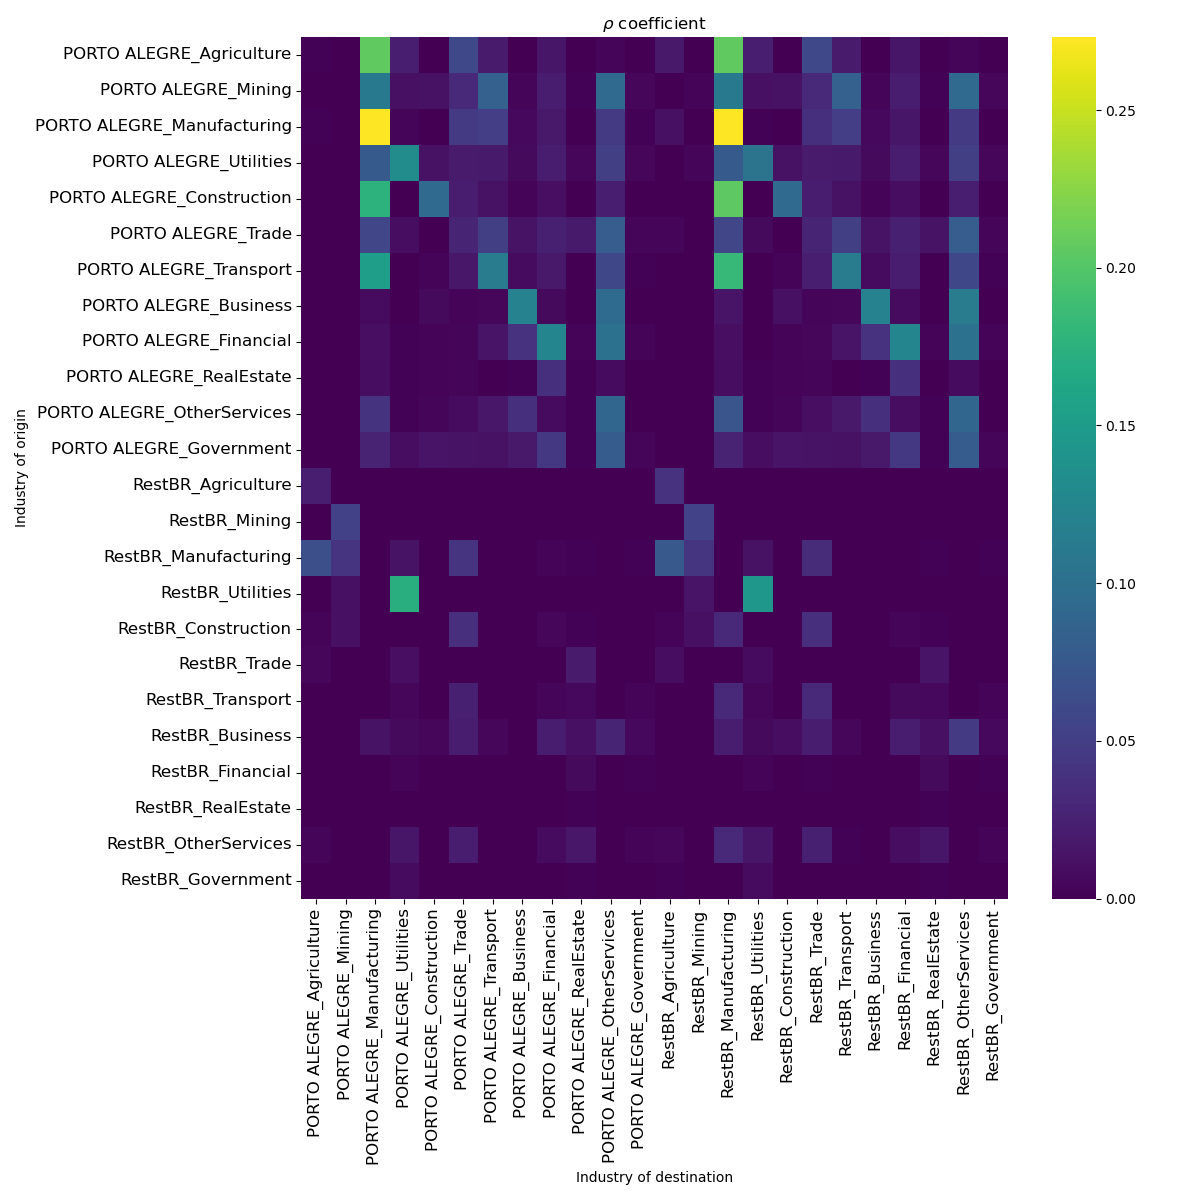 ρ coefficient
PORTO ALEGRE_Agriculture
PORTO ALEGRE_Mining
PORTO ALEGRE_Manufacturing
PORTO ALEGRE_Utilities
PORTO ALEGRE_Construction
PORTO ALEGRE_Trade
PORTO ALEGRE_Transport
PORTO ALEGRE_Business
PORTO ALEGRE_Financial
PORTO ALEGRE_RealEstate
PORTO ALEGRE_OtherServices
PORTO ALEGRE_Government
RestBR_Agriculture
RestBR_Mining
RestBR_Manufacturing
RestBR_Utilities
RestBR_Construction
RestBR_Trade
RestBR_Transport
RestBR_Business
RestBR_Financial
RestBR_RealEstate
RestBR_OtherServices
RestBR_Government
Industry of origin
PORTO ALEGRE_Agriculture
PORTO ALEGRE_Mining
PORTO ALEGRE_Manufacturing
PORTO ALEGRE_Utilities
PORTO ALEGRE_Construction
PORTO ALEGRE_Trade
PORTO ALEGRE_Transport
PORTO ALEGRE_Business
PORTO ALEGRE_Financial
PORTO ALEGRE_RealEstate
PORTO ALEGRE_OtherServices
PORTO ALEGRE_Government
RestBR_Agriculture
RestBR_Mining
RestBR_Manufacturing
RestBR_Utilities
RestBR_Construction
RestBR_Trade
RestBR_Transport
RestBR_Business
RestBR_Financial
RestBR_RealEstate
RestBR_OtherServices
RestBR_Government
Industry of destination
0.25
0.20
0.15
0.10
0.05
0.00